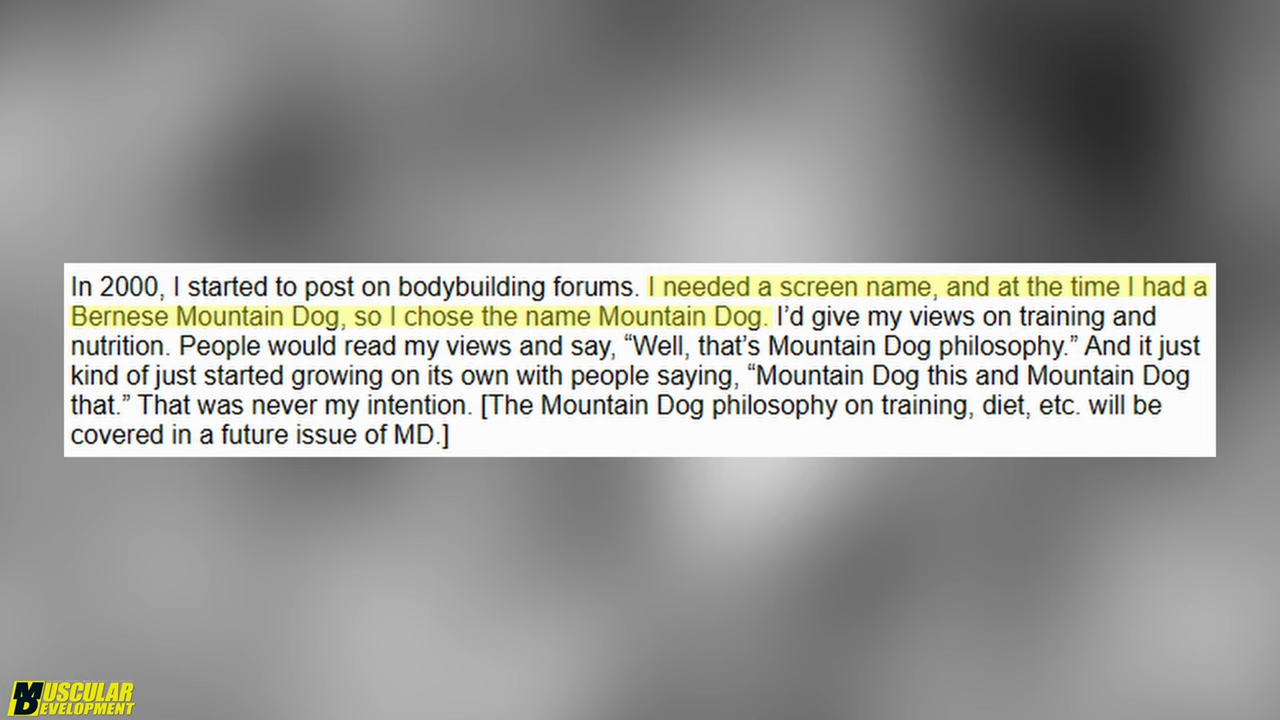 In 2000, I started to post on bodybuilding forums. I needed a screen name, and at the time I had a
Bernese Mountain Dog, so I chose the name Mountain Dog. I’d give my views on training and
nutrition. People would read my views and say, “Well, that’s Mountain Dog philosophy.” And it just
kind of just started growing on its own with people saying, “Mountain Dog this and Mountain Dog
that.” That was never my intention. [The Mountain Dog philosophy on training, diet, etc. will be
covered in a future issue of MD.]
MUSCULAR
DEVELOPMENT